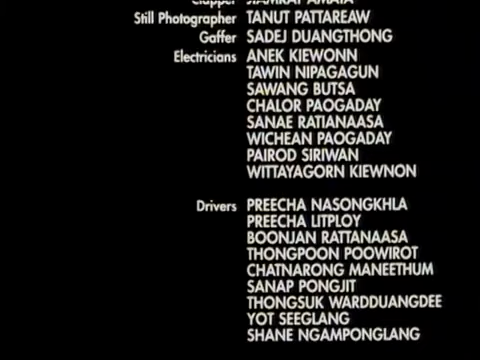 Still Photographer TANUT PATTAREAW
Gaffer SADEJ DUANGTHONG
Electricians ANEK KIEWONN
TAWIN NIPAGAGUN
SAWANG BUTSA
CHALOR PAOGADAY
SANAE RATIANAASA
WICHEAN PAOGADAY
PAIROD SIRIWAN
WITTAYAGORN KIEWNON
Drivers PREECHA NASONGKHLA
PREECHA LITPLOY
BOONJAN RATTANAASA
THONGPOON POOWIROT
CHATNARONG MANEETHUM
SANAP PONGJIT
THONGSUK WARDDUANGDEE
YOT SEEGLANG
SHANE NGAMPONGLANG